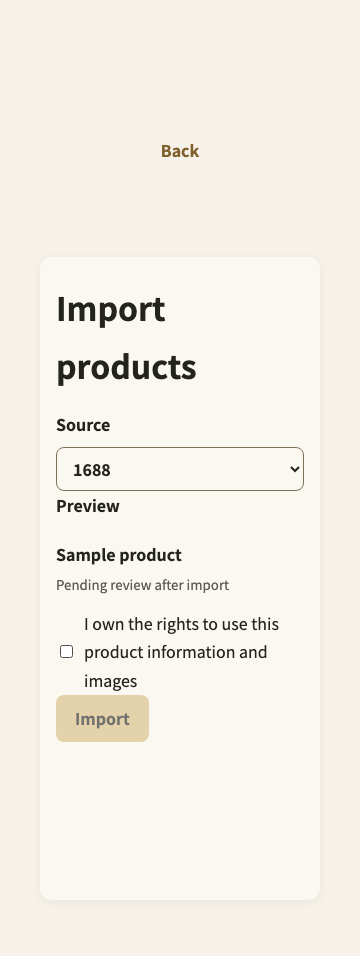 Back
Import
products
Source
1688
Preview
Sample product
Pending review after import
I own the rights to use this
product information and
images
Import